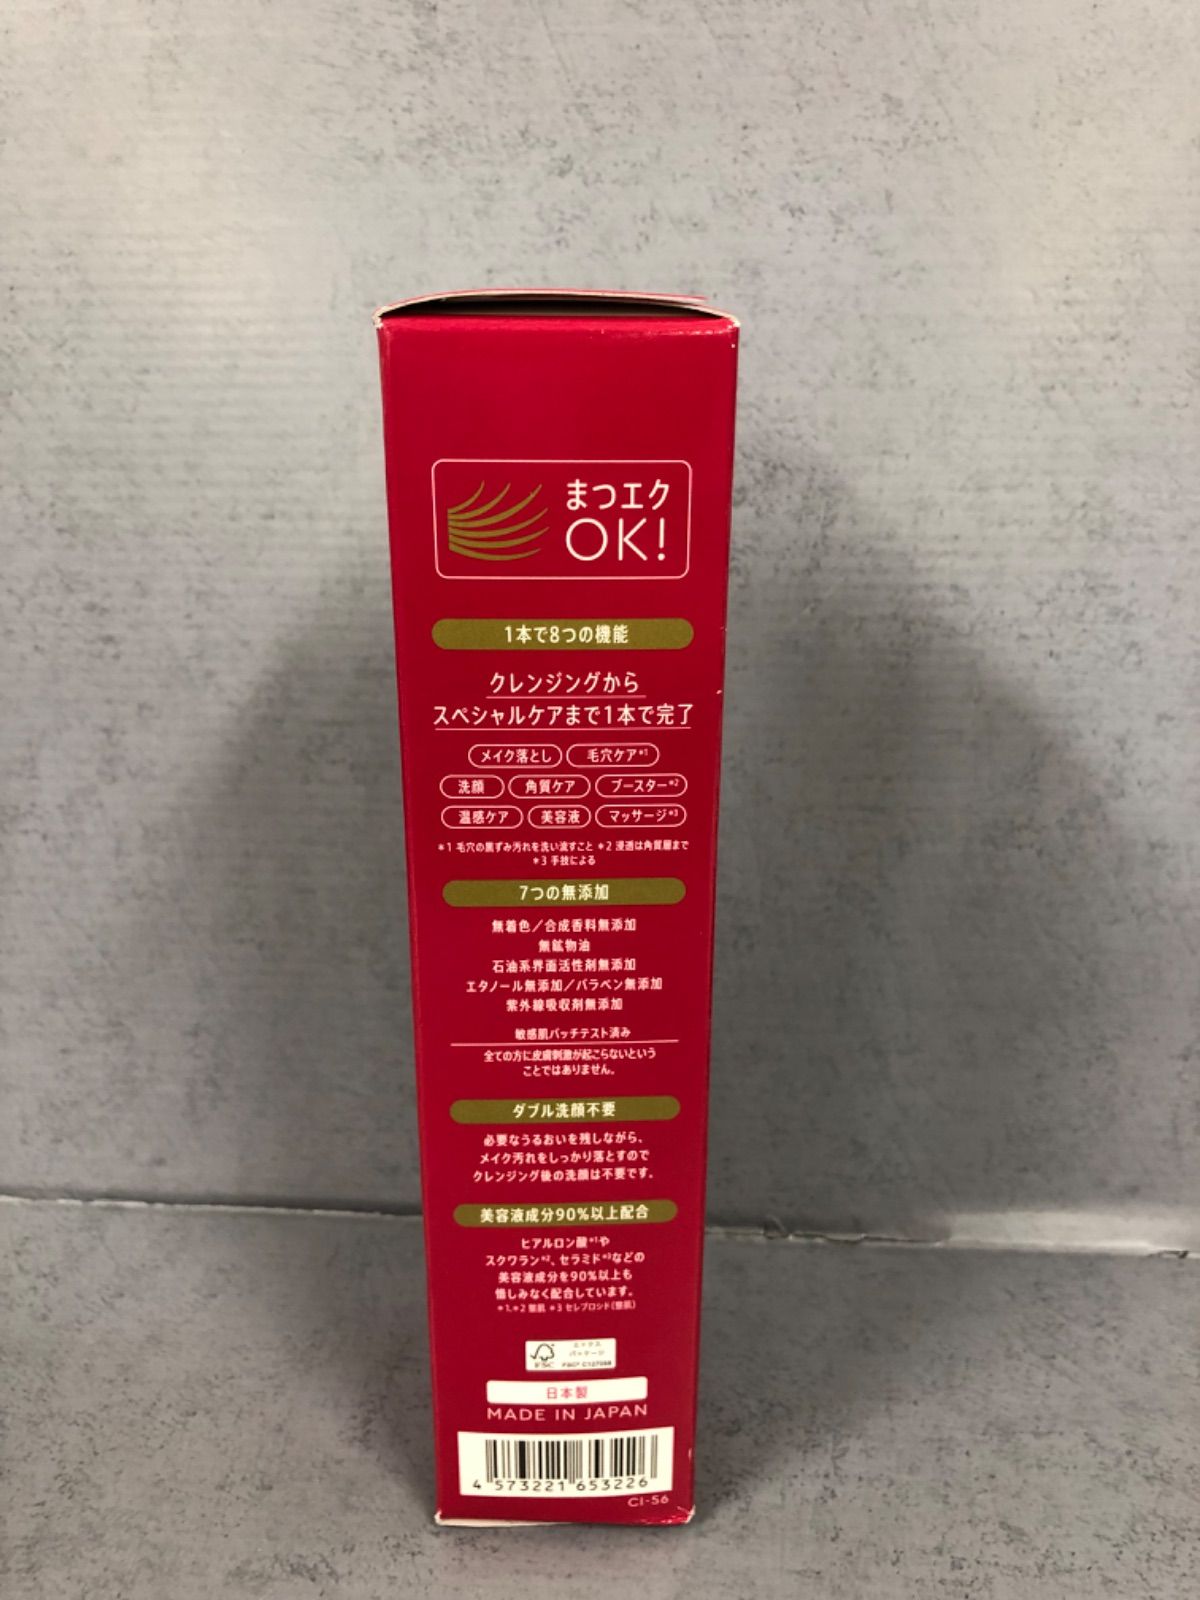 まつエク
OK!
1本で8つの機能
クレンジングから
スペシャルケアまで1本で完了
メイク落とし 毛穴ケア*1
洗顔 角質ケア ブースター*2
温感ケア 美容液 マッサージ*3
*1 毛穴の黒ずみ汚れを洗い流すこと *2 浸透は角質層まで
*3 手技による
7つの無添加
無着色／合成香料無添加
無鉱物油
石油系界面活性剤無添加
エタノール無添加／パラベン無添加
紫外線吸収剤無添加
敏感肌パッチテスト済み
全ての方に皮膚刺激が起こらないという
ことではありません。
ダブル洗顔不要
必要なうるおいを残しながら、
メイク汚れをしっかり落とすので
クレンジング後の洗顔は不要です。
美容液成分90%以上配合
ヒアルロン酸*1や
スクワラン*2、セラミド*3などの
美容液成分を90%以上も
惜しみなく配合しています。
*1,*2 整肌 *3 セレブロシド(整肌)
ミックス
パッケージ
FSC
日本製
MADE IN JAPAN
4 573221 653226
CI-56